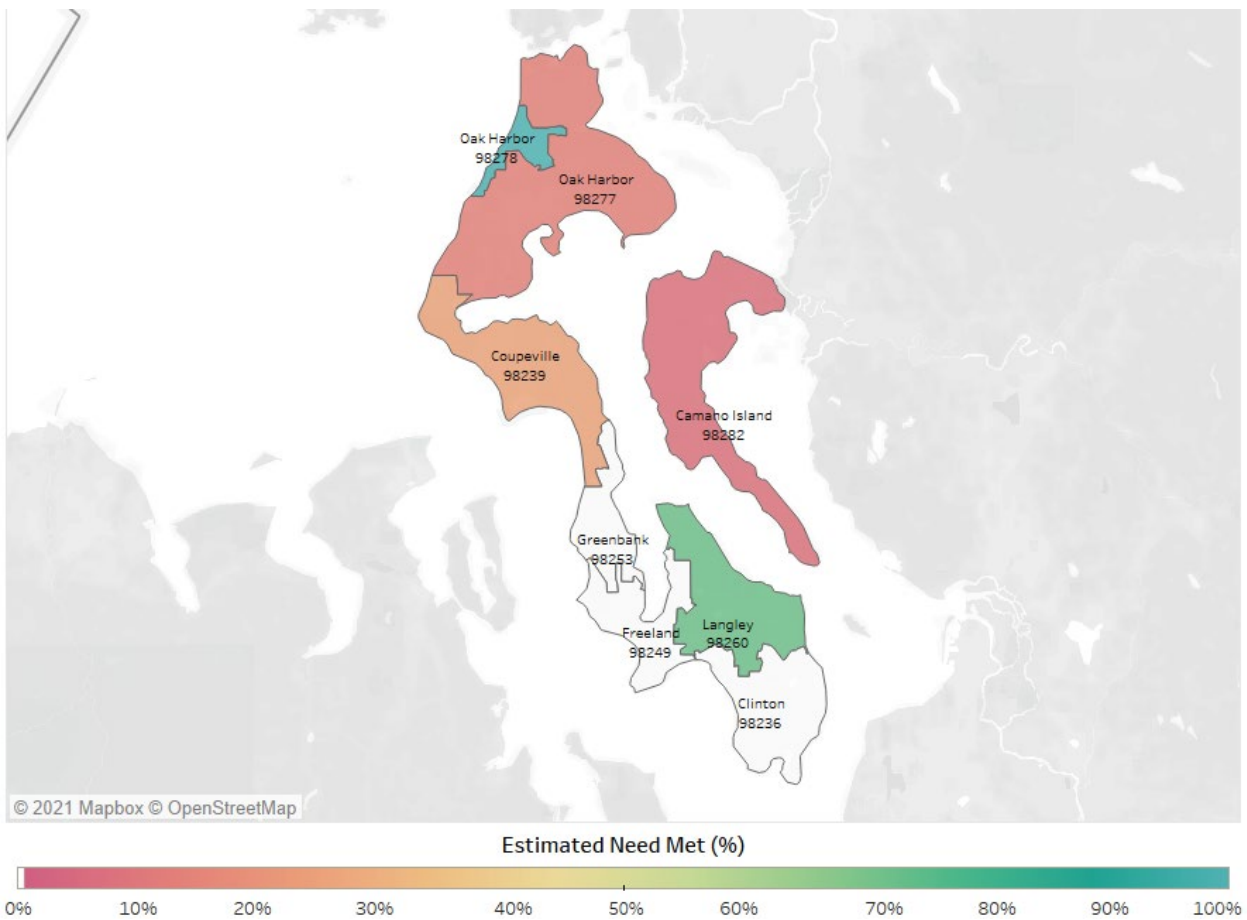 Oak Harbor
98278
Oak Harbor
98277
Coupeville
98239
Camano Island
98282
Greenbank
98253
Freeland
98249
Langley
98260
Clinton
98236
© 2021 Mapbox © OpenStreetMap
Estimated Need Met (%)
0% 10% 20% 30% 40% 50% 60% 70% 80% 90% 100%